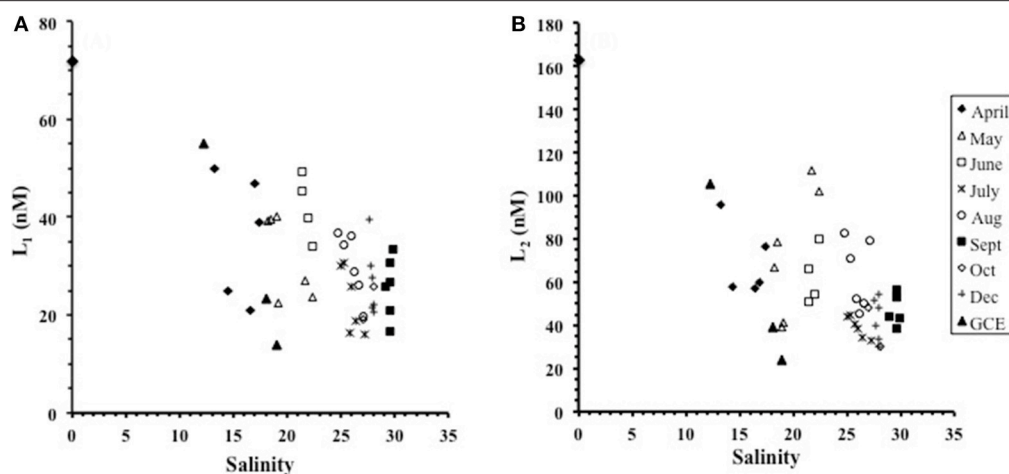 A
(A)
80
60
40
20
0
L₁ (nM)
0 5 10 15 20 25 30 35
Salinity
B
(B)
180
160
140
120
100
80
60
40
20
0
L₂ (nM)
0 5 10 15 20 25 30 35
Salinity
April
May
June
July
Aug
Sept
Oct
Dec
GCE